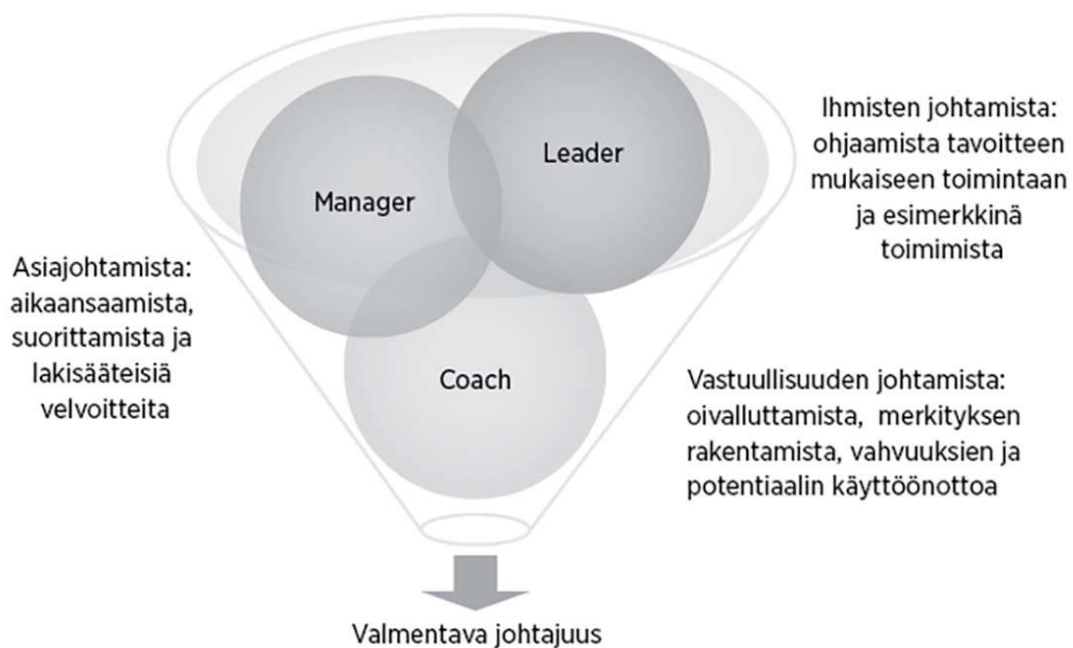 Leader
Manager
Ihmisten johtamista:
ohjaamista tavoitteen
mukaiseen toimintaan
ja esimerkkinä
toimimista
Asiajohtamista:
aikaansaamista,
suorittamista ja
lakisääteisiä
velvoitteita
Coach
Vastuullisuuden johtamista:
oivalluttamista, merkityksen
rakentamista, vahvuuksien ja
potentiaalin käyttöönottoa
Valmentava johtajuus